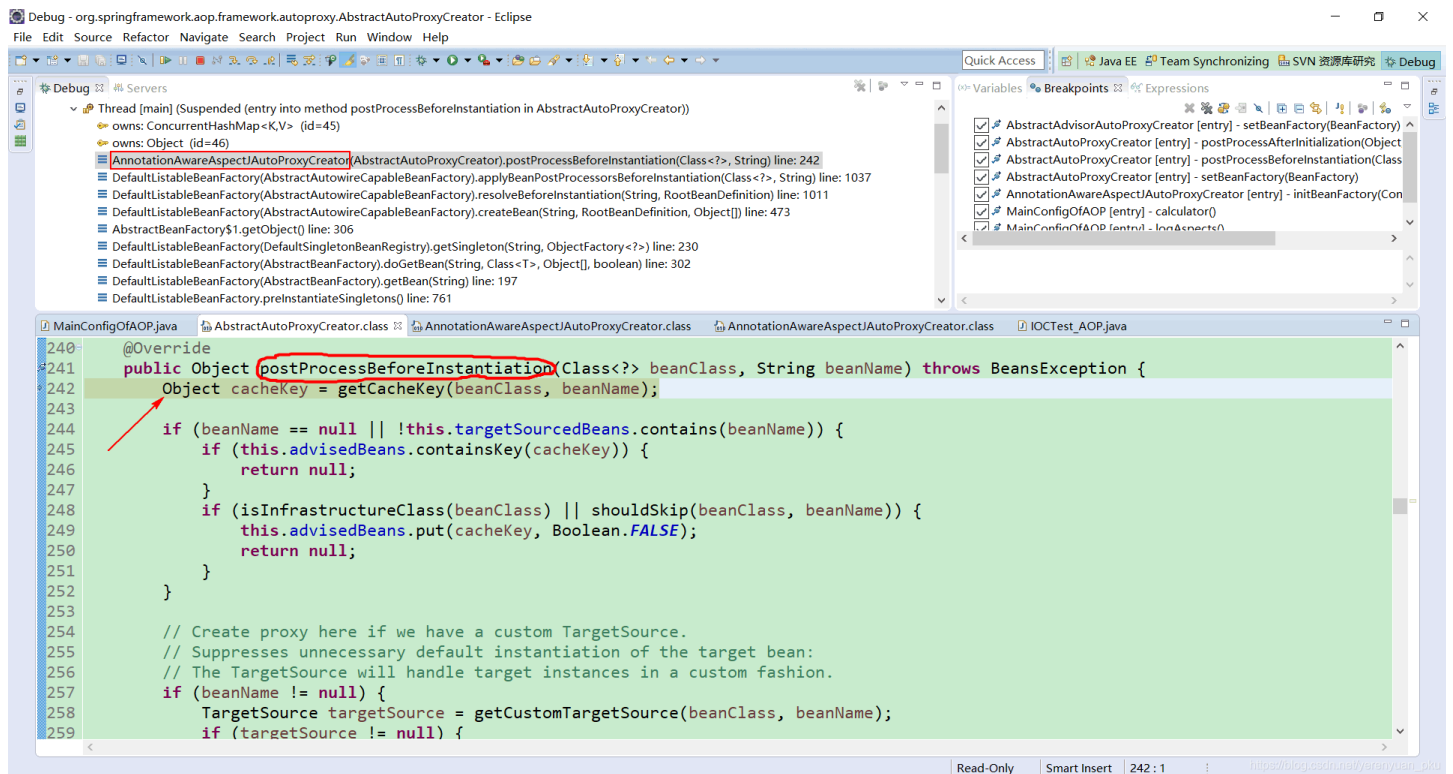 Debug - org.springframework.aop.framework.autoproxy.AbstractAutoProxyCreator - Eclipse
File Edit Source Refactor Navigate Search Project Run Window Help
Quick Access Java EE Team Synchronizing SVN 资源库研究 Debug
Debug Servers
Thread [main] (Suspended (entry into method postProcessBeforeInstantiation in AbstractAutoProxyCreator))
owns: ConcurrentHashMap<K,V> (id=45)
owns: Object (id=46)
AnnotationAwareAspectJAutoProxyCreator(AbstractAutoProxyCreator).postProcessBeforeInstantiation(Class<?>, String) line: 242
DefaultListableBeanFactory(AbstractAutowireCapableBeanFactory).applyBeanPostProcessorsBeforeInstantiation(Class<?>, String) line: 1037
DefaultListableBeanFactory(AbstractAutowireCapableBeanFactory).resolveBeforeInstantiation(String, RootBeanDefinition) line: 1011
DefaultListableBeanFactory(AbstractAutowireCapableBeanFactory).createBean(String, RootBeanDefinition, Object[]) line: 473
AbstractBeanFactory$1.getObject() line: 306
DefaultListableBeanFactory(DefaultSingletonBeanRegistry).getSingleton(String, ObjectFactory<?>) line: 230
DefaultListableBeanFactory(AbstractBeanFactory).doGetBean(String, Class<T>, Object[], boolean) line: 302
DefaultListableBeanFactory(AbstractBeanFactory).getBean(String) line: 197
DefaultListableBeanFactory.preInstantiateSingletons() line: 761
Variables Breakpoints Expressions
AbstractAdvisorAutoProxyCreator [entry] - setBeanFactory(BeanFactory)
AbstractAutoProxyCreator [entry] - postProcessAfterInitialization(Object
AbstractAutoProxyCreator [entry] - postProcessBeforeInstantiation(Class
AbstractAutoProxyCreator [entry] - setBeanFactory(BeanFactory)
AnnotationAwareAspectJAutoProxyCreator [entry] - initBeanFactory(Con
MainConfigOfAOP [entry] - calculator()
MainConfigOfAOP [entry] - logAspects()
MainConfigOfAOP.java AbstractAutoProxyCreator.class AnnotationAwareAspectJAutoProxyCreator.class AnnotationAwareAspectJAutoProxyCreator.class IOCTest_AOP.java
240 @Override
241 public Object postProcessBeforeInstantiation(Class<?> beanClass, String beanName) throws BeansException {
242 Object cacheKey = getCacheKey(beanClass, beanName);
243
244 if (beanName == null || !this.targetSourcedBeans.contains(beanName)) {
245 if (this.advisedBeans.containsKey(cacheKey)) {
246 return null;
247 }
248 if (isInfrastructureClass(beanClass) || shouldSkip(beanClass, beanName)) {
249 this.advisedBeans.put(cacheKey, Boolean.FALSE);
250 return null;
251 }
252 }
253
254 // Create proxy here if we have a custom TargetSource.
255 // Suppresses unnecessary default instantiation of the target bean:
256 // The TargetSource will handle target instances in a custom fashion.
257 if (beanName != null) {
258 TargetSource targetSource = getCustomTargetSource(beanClass, beanName);
259 if (targetSource != null) {
Read-Only Smart Insert 242 : 1
https://blog.csdn.net/yerenyuan_pku